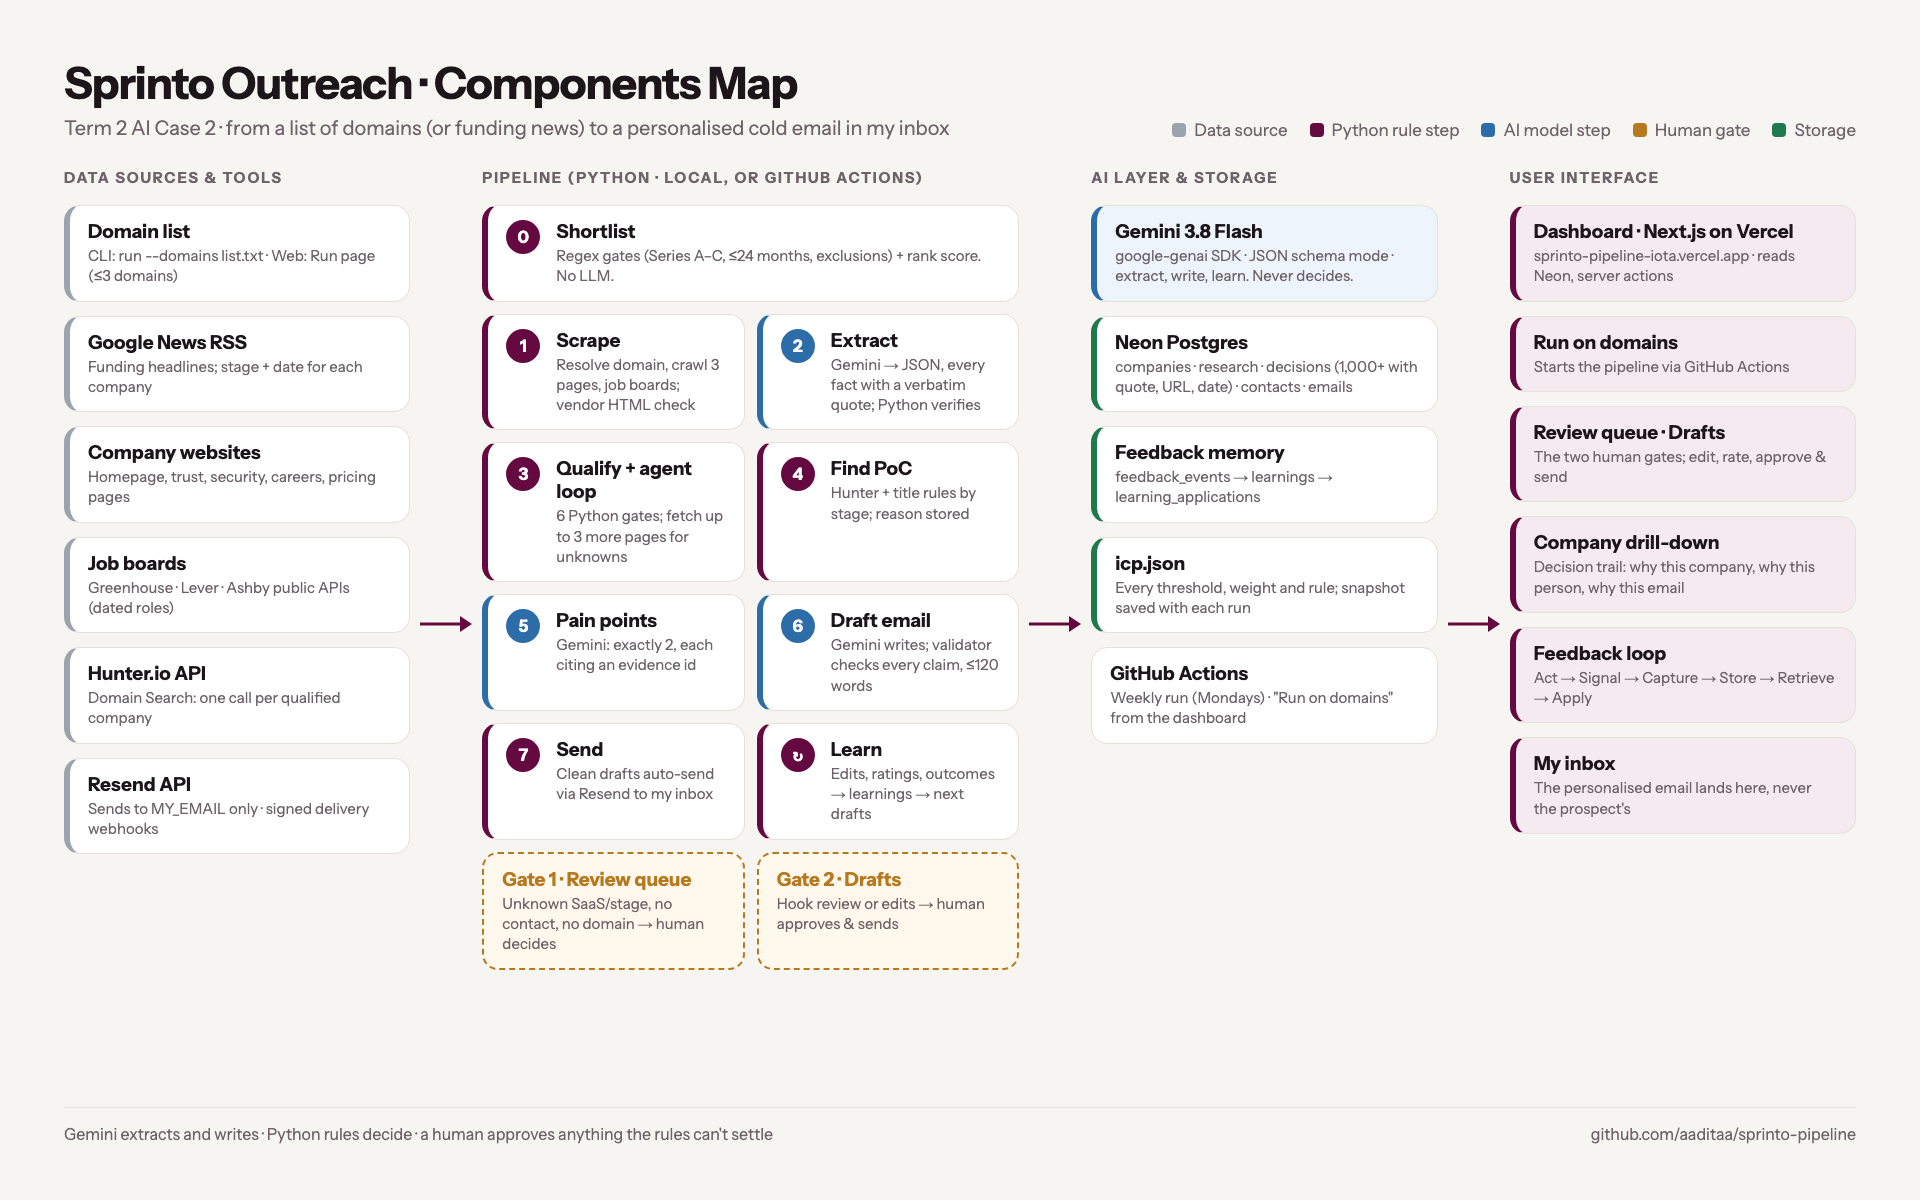 Sprinto Outreach · Components Map
Term 2 AI Case 2 · from a list of domains (or funding news) to a personalised cold email in my inbox
Data source
Python rule step
AI model step
Human gate
Storage
DATA SOURCES & TOOLS
Domain list
CLI: run --domains list.txt · Web: Run page
(≤3 domains)
Google News RSS
Funding headlines; stage + date for each
company
Company websites
Homepage, trust, security, careers, pricing
pages
Job boards
Greenhouse · Lever · Ashby public APIs
(dated roles)
Hunter.io API
Domain Search: one call per qualified
company
Resend API
Sends to MY_EMAIL only · signed delivery
webhooks
PIPELINE (PYTHON · LOCAL, OR GITHUB ACTIONS)
0
Shortlist
Regex gates (Series A–C, ≤24 months, exclusions) + rank score.
No LLM.
1
Scrape
Resolve domain, crawl 3
pages, job boards;
vendor HTML check
2
Extract
Gemini → JSON, every
fact with a verbatim
quote; Python verifies
3
Qualify + agent
loop
6 Python gates; fetch up
to 3 more pages for
unknowns
4
Find PoC
Hunter + title rules by
stage; reason stored
5
Pain points
Gemini: exactly 2, each
citing an evidence id
6
Draft email
Gemini writes; validator
checks every claim, ≤120
words
7
Send
Clean drafts auto-send
via Resend to my inbox
↻
Learn
Edits, ratings, outcomes
→ learnings → next
drafts
Gate 1 · Review queue
Unknown SaaS/stage, no
contact, no domain → human
decides
Gate 2 · Drafts
Hook review or edits → human
approves & sends
AI LAYER & STORAGE
Gemini 3.8 Flash
google-genai SDK · JSON schema mode ·
extract, write, learn. Never decides.
Neon Postgres
companies · research · decisions (1,000+ with
quote, URL, date) · contacts · emails
Feedback memory
feedback_events → learnings →
learning_applications
icp.json
Every threshold, weight and rule; snapshot
saved with each run
GitHub Actions
Weekly run (Mondays) · "Run on domains"
from the dashboard
USER INTERFACE
Dashboard · Next.js on Vercel
sprinto-pipeline-iota.vercel.app · reads
Neon, server actions
Run on domains
Starts the pipeline via GitHub Actions
Review queue · Drafts
The two human gates; edit, rate, approve &
send
Company drill-down
Decision trail: why this company, why this
person, why this email
Feedback loop
Act → Signal → Capture → Store → Retrieve
→ Apply
My inbox
The personalised email lands here, never
the prospect's
Gemini extracts and writes · Python rules decide · a human approves anything the rules can't settle
github.com/aaditaa/sprinto-pipeline